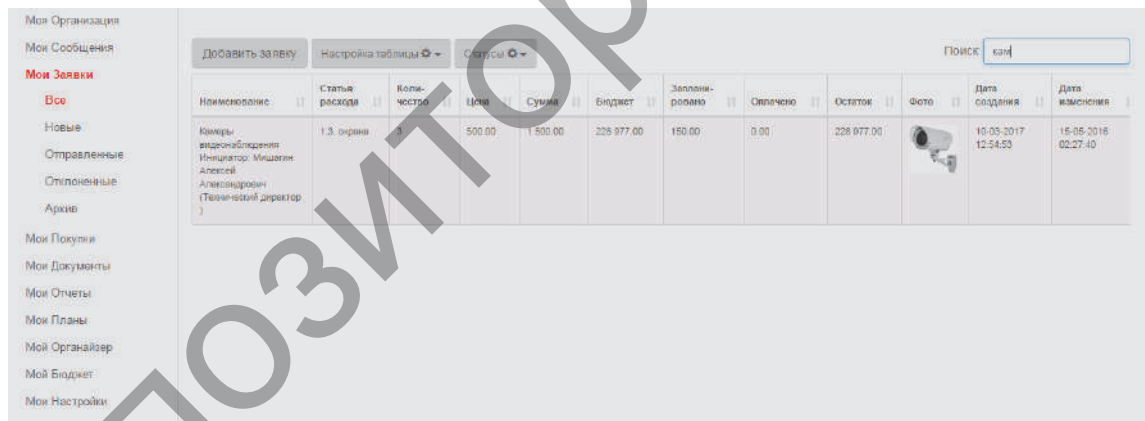 Моя Организация
Мои Сообщения
Мои Заявки
Все
Новые
Отправленные
Отклоненные
Архив
Мои Покупки
Мои Документы
Мои Отчеты
Мои Планы
Мой Органайзер
Мой Бюджет
Мои Настройки
Добавить заявку Настройка таблицы Статусы
Поиск: кам
Наименование Статья расхода Коли-чество Цена Сумма Бюджет Заплани-ровано Оплачено Остаток Фото Дата создания Дата изменения
Камеры видеонаблюдения Инициатор: Мишагин Алексей Александрович (Технический директор ) 1.3. охрана 3 500.00 1 500.00 228 977.00 150.00 0.00 228 977.00 10-03-2017 12:54:53 15-05-2016 02:27:40
ПОЗИТОР